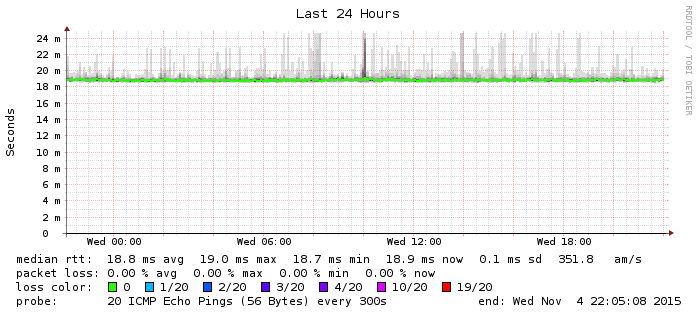 Last 24 Hours
RRDTOOL / TOBI OETIKER
Seconds
24 m
22 m
20 m
18 m
16 m
14 m
12 m
10 m
8 m
6 m
4 m
2 m
0
Wed 00:00 Wed 06:00 Wed 12:00 Wed 18:00
median rtt: 18.8 ms avg 19.0 ms max 18.7 ms min 18.9 ms now 0.1 ms sd 351.8 am/s
packet loss: 0.00 % avg 0.00 % max 0.00 % min 0.00 % now
loss color: 0 1/20 2/20 3/20 4/20 10/20 19/20
probe: 20 ICMP Echo Pings (56 Bytes) every 300s end: Wed Nov 4 22:05:08 2015